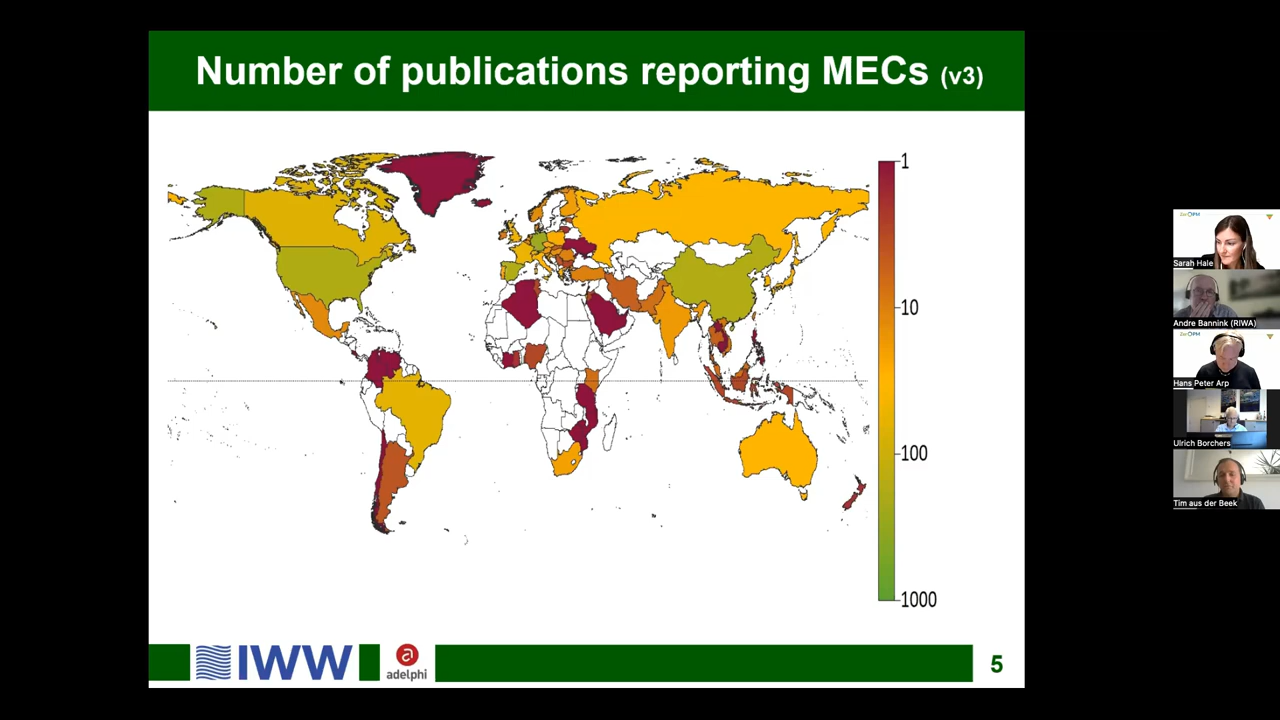 Number of publications reporting MECs (v3)
1
10
100
1000
IWW
adelphi
5
Sarah Hale
Andre Bannink (RIWA)
Hans Peter Arp
Ulrich Borchers
Tim aus der Beek